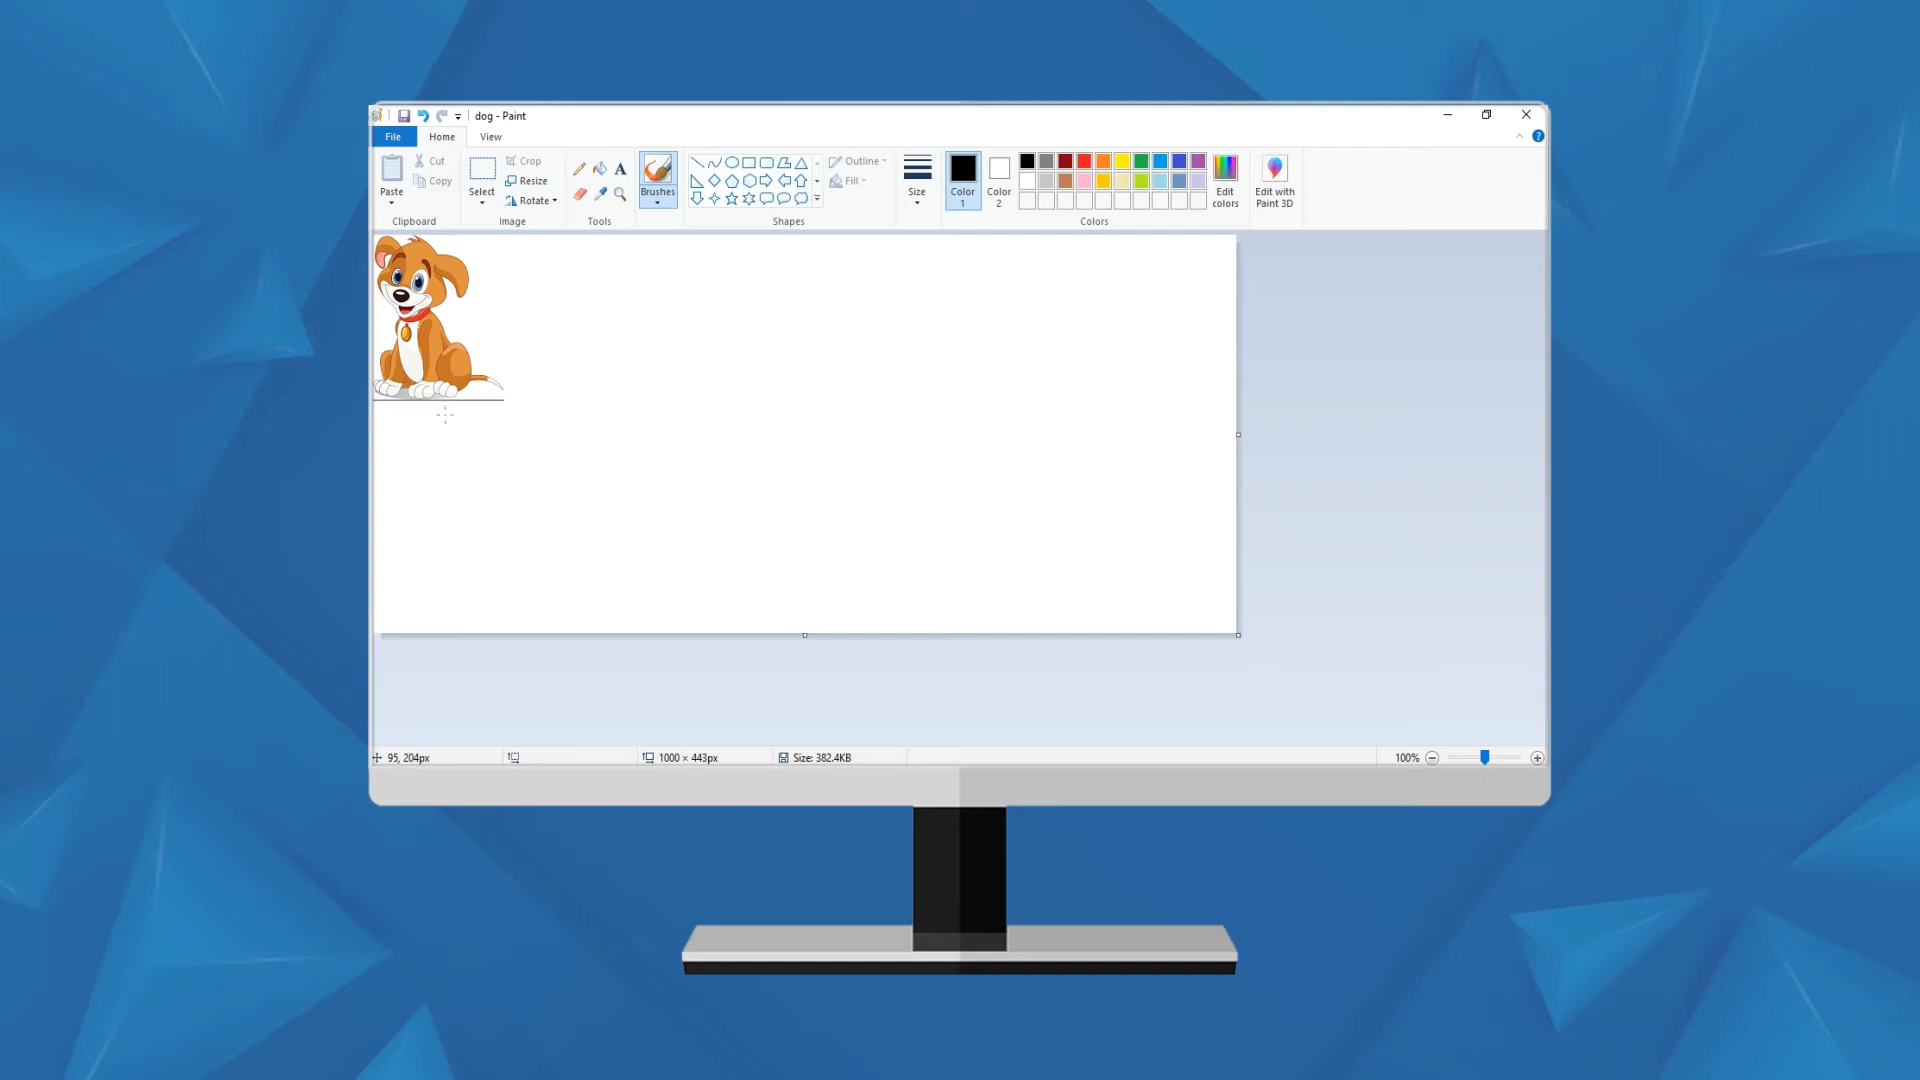 dog - Paint
File Home View
Paste
Cut
Copy
Clipboard
Select
Crop
Resize
Rotate
Image
A
Tools
Brushes
Shapes
Outline
Fill
Size
Color
1
Color
2
Edit
colors
Colors
Edit with
Paint 3D
95, 204px
1000 × 443px
Size: 382.4KB
100%